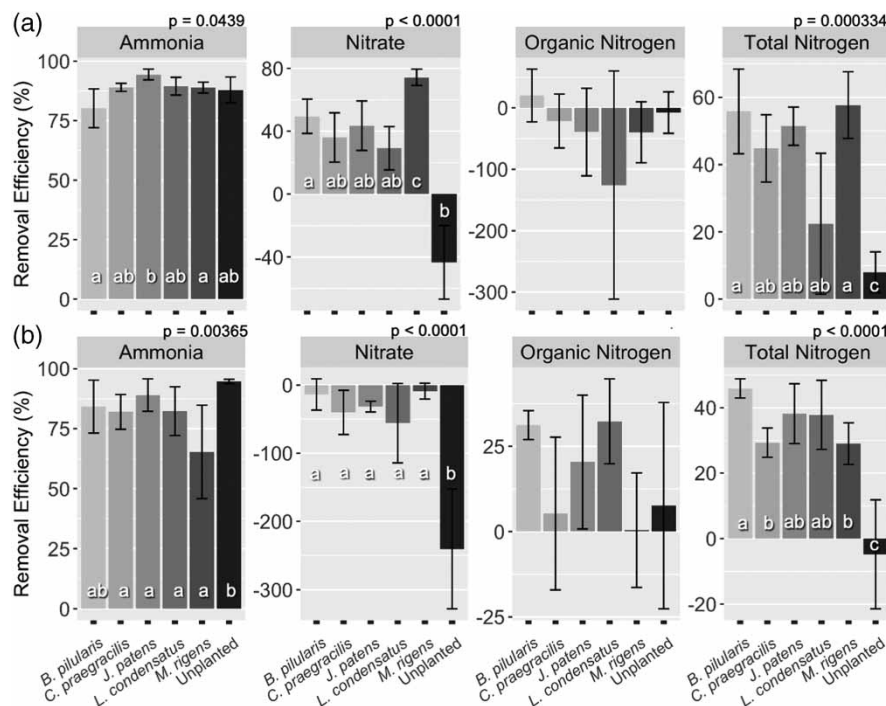 (a)
p = 0.0439
p < 0.0001
p = 0.000334
Ammonia
Nitrate
Organic Nitrogen
Total Nitrogen
Removal Efficiency (%)
100
75
50
25
0
a ab b ab a ab
80
40
0
-40
a ab ab ab c b
0
-100
-200
-300
60
40
20
0
a ab ab ab a c
(b)
p = 0.00365
p < 0.0001
p < 0.0001
Ammonia
Nitrate
Organic Nitrogen
Total Nitrogen
Removal Efficiency (%)
100
75
50
25
0
ab a a a a b
0
-100
-200
-300
a a a a a b
25
0
-25
40
20
0
-20
a b ab ab b c
B. pilularis
C. praegracilis
J. patens
L. condensatus
M. rigens
Unplanted
B. pilularis
C. praegracilis
J. patens
L. condensatus
M. rigens
Unplanted
B. pilularis
C. praegracilis
J. patens
L. condensatus
M. rigens
Unplanted
B. pilularis
C. praegracilis
J. patens
L. condensatus
M. rigens
Unplanted